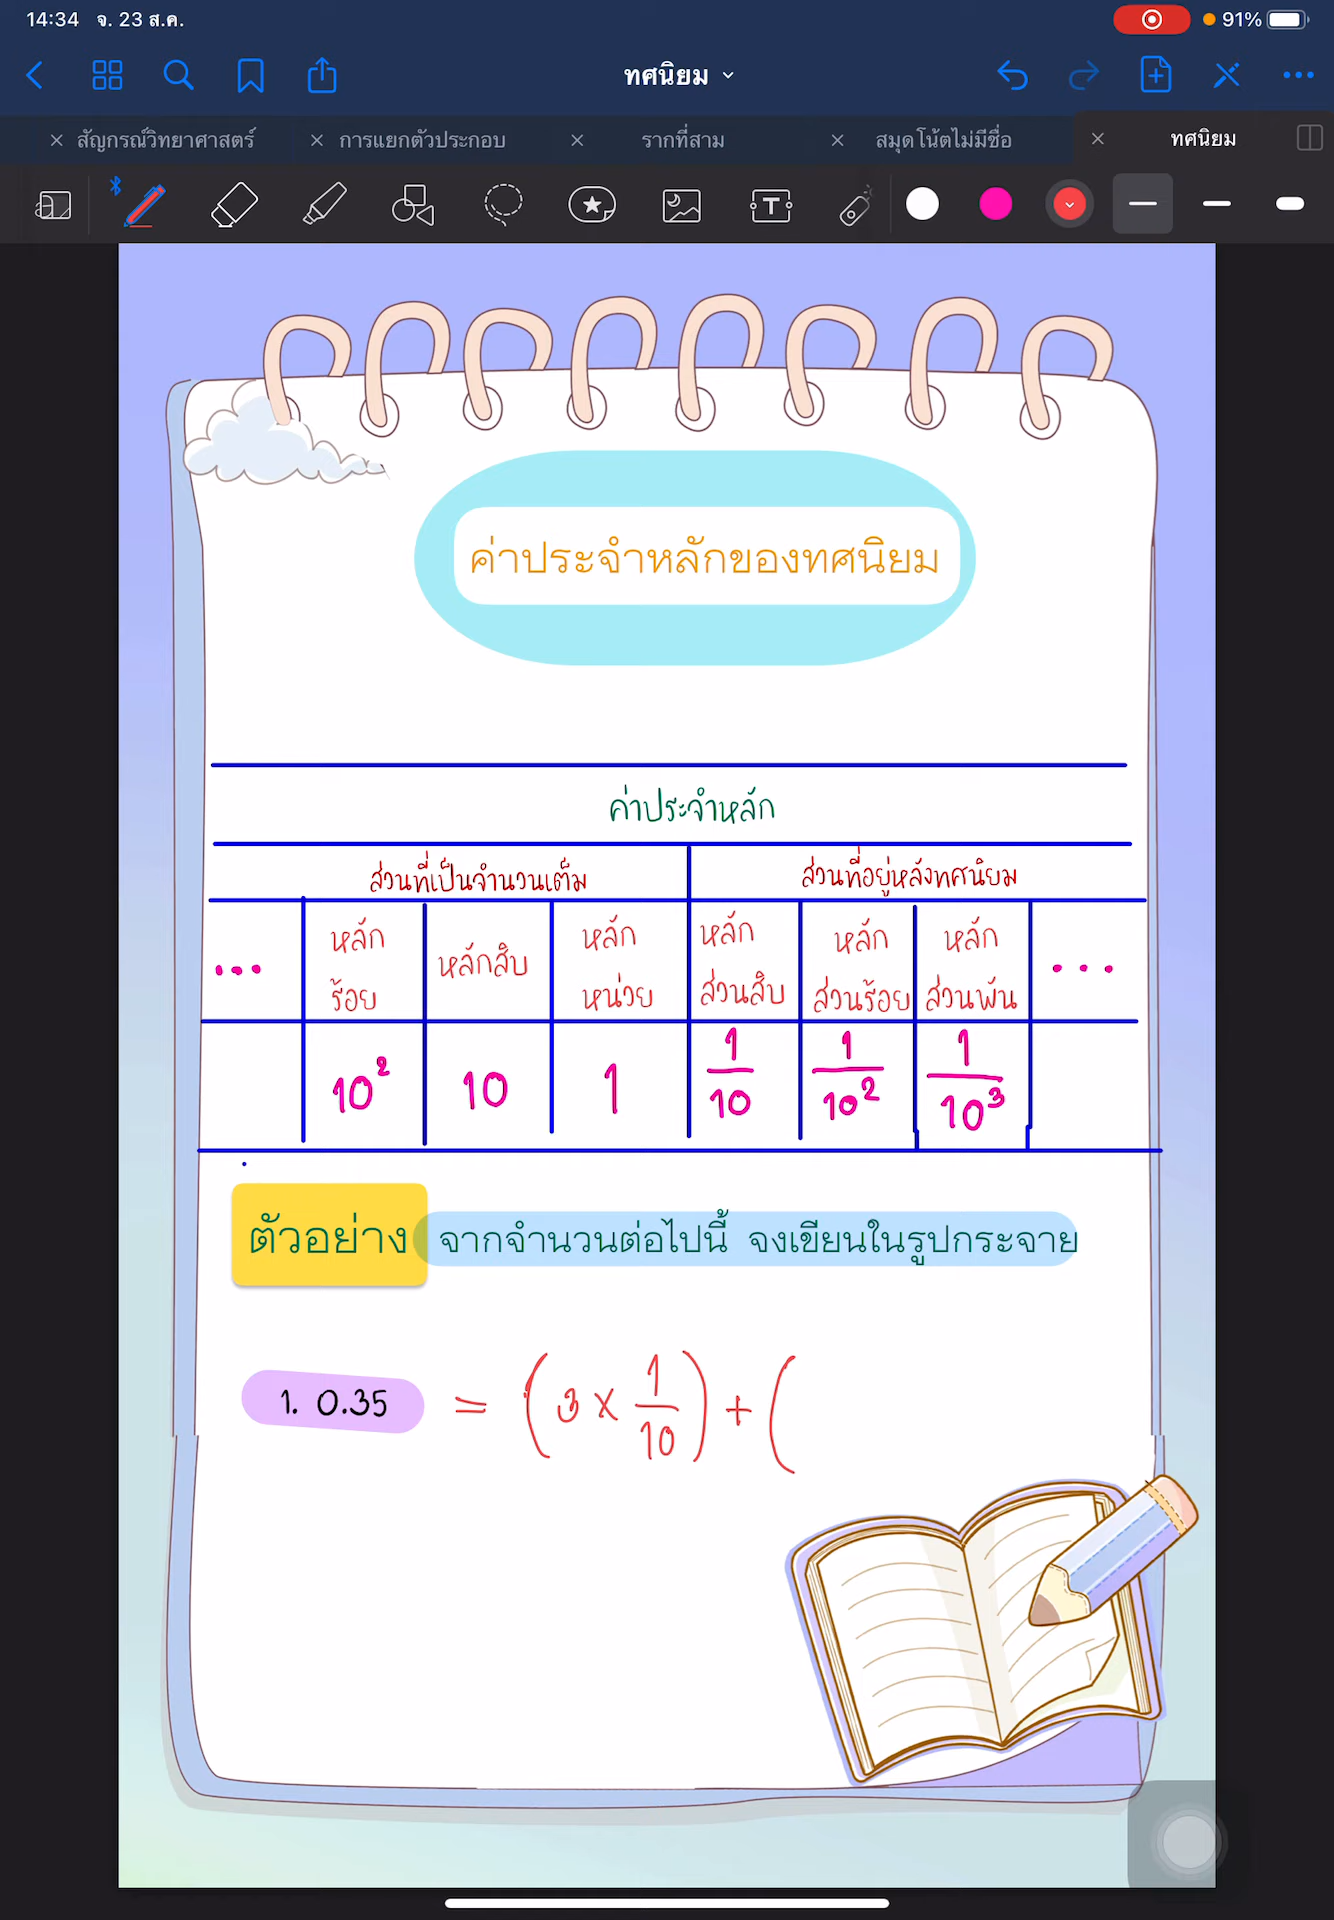 14:34 จ. 23 ส.ค. 91%
ทศนิยม
สัญกรณ์วิทยาศาสตร์ การแยกตัวประกอบ รากที่สาม สมุดโน้ตไม่มีชื่อ ทศนิยม
ค่าประจำหลักของทศนิยม
ค่าประจำหลัก
ส่วนที่เป็นจำนวนเต็ม ส่วนที่อยู่หลังทศนิยม
... หลักร้อย หลักสิบ หลักหน่วย หลักส่วนสิบ หลักส่วนร้อย หลักส่วนพัน ...
10² 10 1 1/10 1/10² 1/10³
ตัวอย่าง จากจำนวนต่อไปนี้ จงเขียนในรูปกระจาย
1. 0.35 = (3 × 1/10) + (